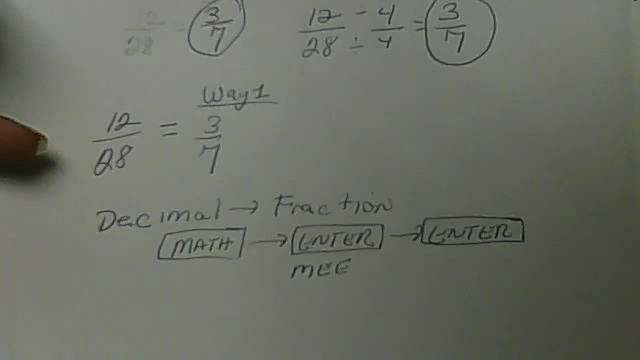 12/28 = 3/7 12/28 ÷ 4/4 = 3/7
Way 1
12/28 = 3/7
Decimal → Fraction
MATH → ENTER → ENTER
MEE